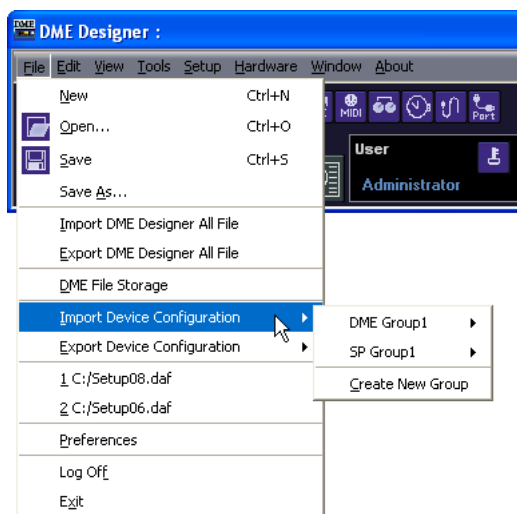 DME DME Designer :
File Edit View Tools Setup Hardware Window About
New Ctrl+N
Open... Ctrl+O
Save Ctrl+S
Save As...
MIDI Port
User
Administrator
Import DME Designer All File
Export DME Designer All File
DME File Storage
Import Device Configuration
Export Device Configuration
DME Group1
SP Group1
Create New Group
1 C:/Setup08.daf
2 C:/Setup06.daf
Preferences
Log Off
Exit